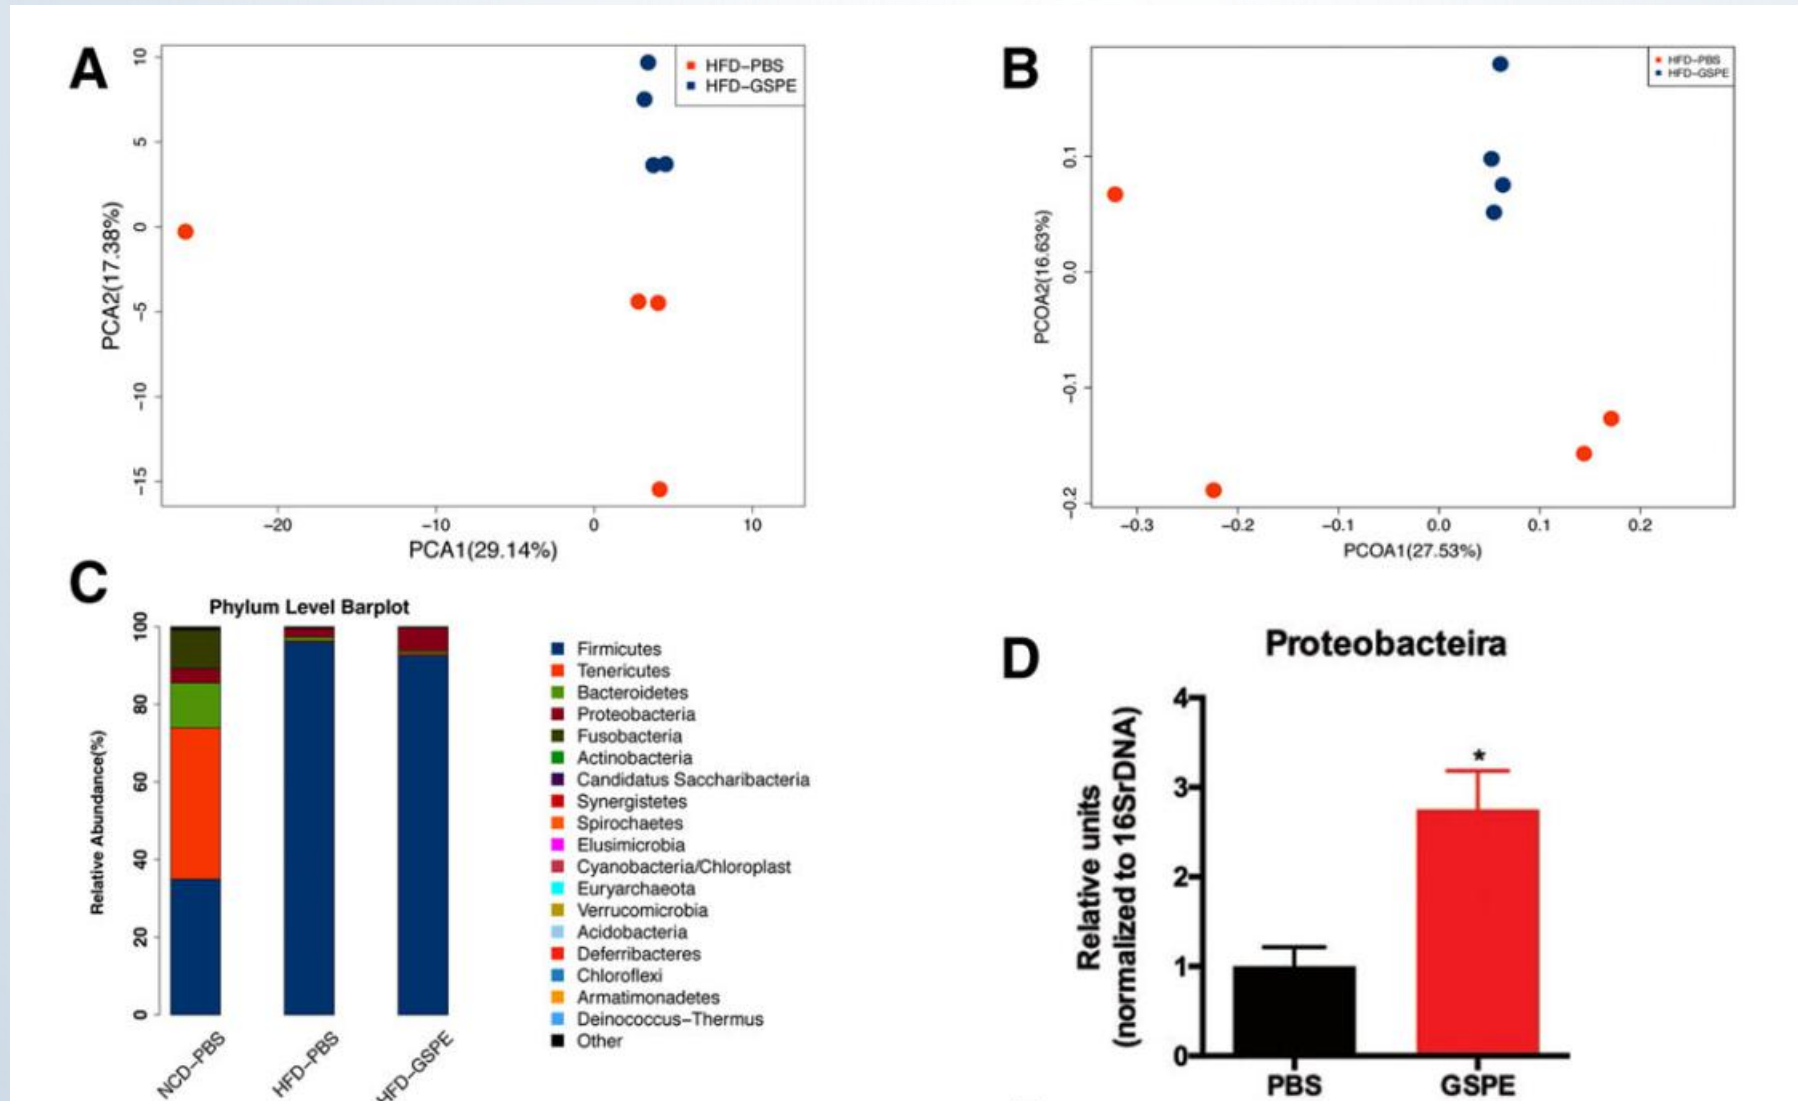 A
HFD-PBS
HFD-GSPE
10
5
0
-5
-10
-15
PCA2(17.38%)
-20
-10
0
10
PCA1(29.14%)
B
HFD-PBS
HFD-GSPE
0.1
0.0
-0.1
-0.2
PCOA2(16.63%)
-0.3
-0.2
-0.1
0.0
0.1
0.2
PCOA1(27.53%)
C
Phylum Level Barplot
100
80
60
40
20
0
Relative Abundance(%)
NCD-PBS
HFD-PBS
HFD-GSPE
Firmicutes
Tenericutes
Bacteroidetes
Proteobacteria
Fusobacteria
Actinobacteria
Candidatus Saccharibacteria
Synergistetes
Spirochaetes
Elusimicrobia
Cyanobacteria/Chloroplast
Euryarchaeota
Verrucomicrobia
Acidobacteria
Deferribacteres
Chloroflexi
Armatimonadetes
Deinococcus-Thermus
Other
D
Proteobacteira
4
3
2
1
0
Relative units
(normalized to 16SrDNA)
*
PBS
GSPE